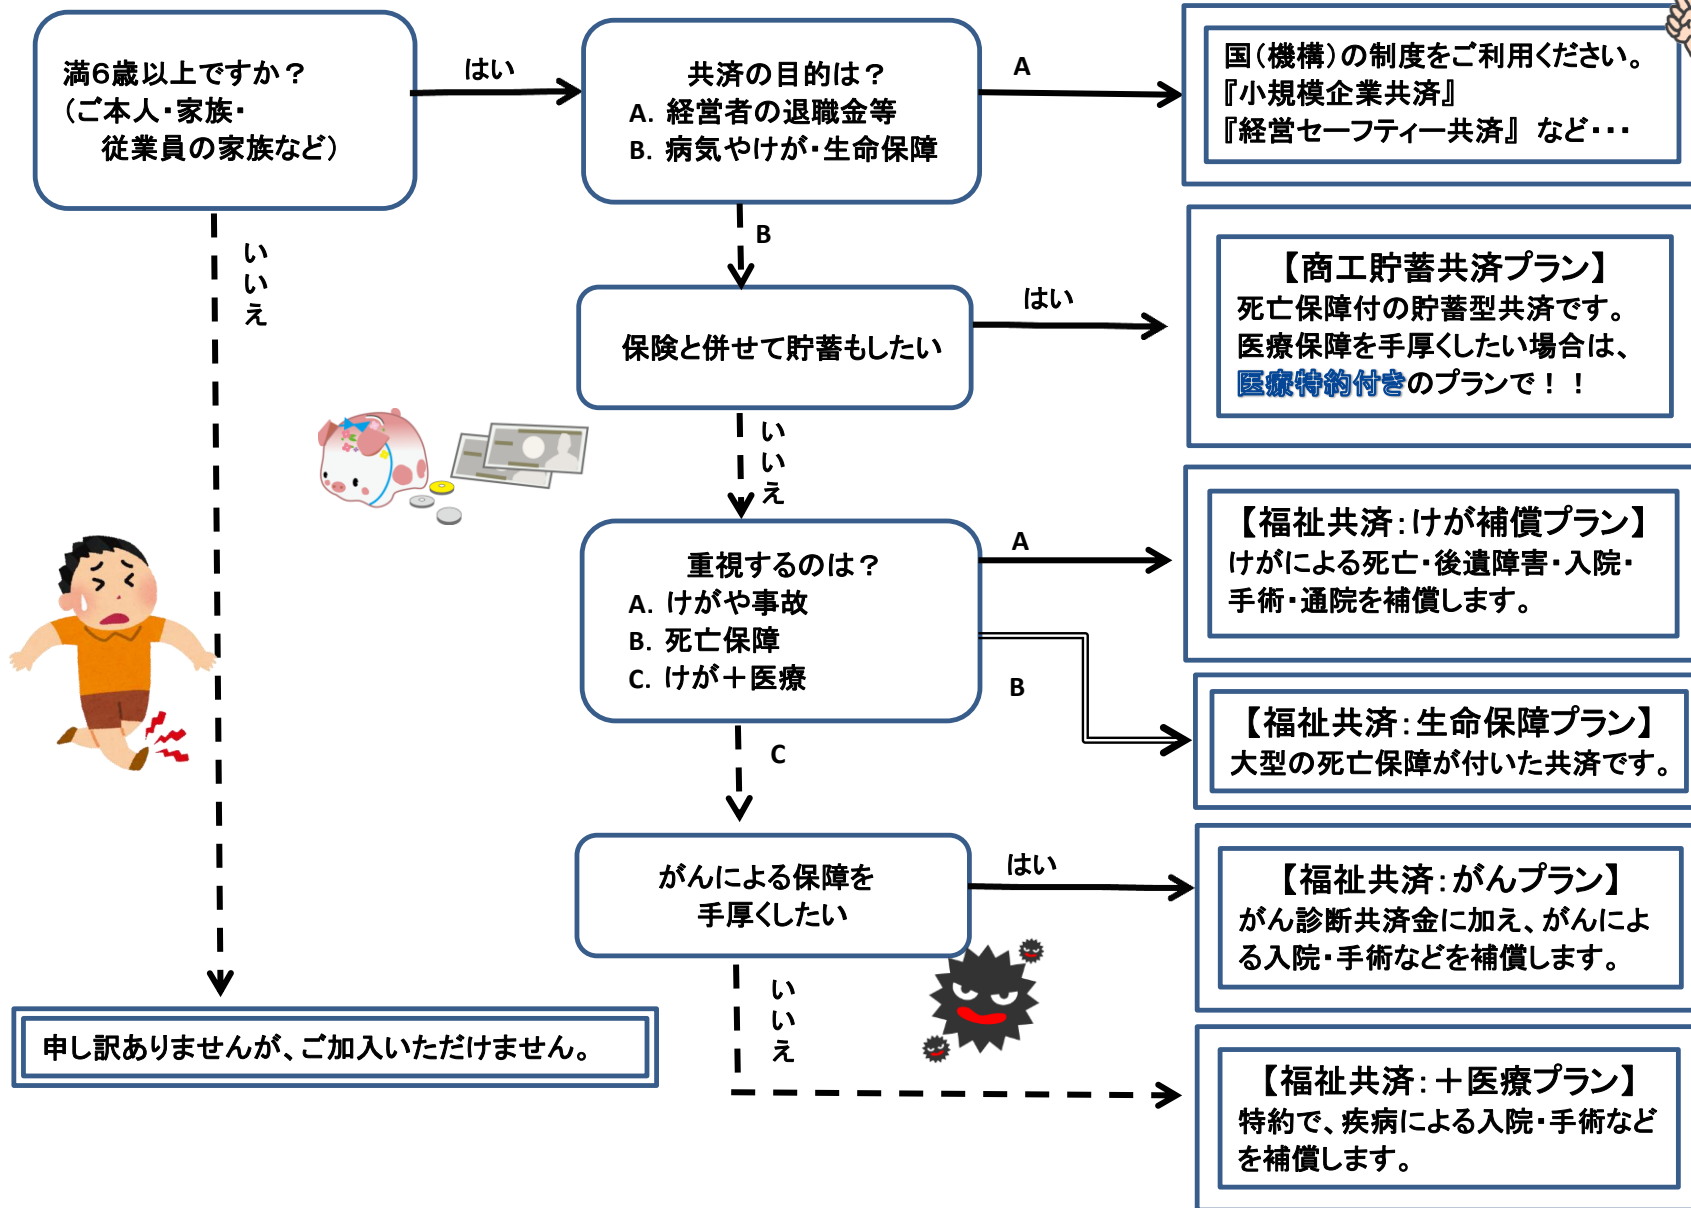 満6歳以上ですか？
（ご本人・家族・
従業員の家族など）
はい
共済の目的は？
A. 経営者の退職金等
B. 病気やけが・生命保障
A
国（機構）の制度をご利用ください。
『小規模企業共済』
『経営セーフティー共済』 など・・・
いいえ
B
保険と併せて貯蓄もしたい
はい
【商工貯蓄共済プラン】
死亡保障付の貯蓄型共済です。
医療保障を手厚くしたい場合は、
医療特約付きのプランで！！
いいえ
重視するのは？
A. けがや事故
B. 死亡保障
C. けが＋医療
A
【福祉共済：けが補償プラン】
けがによる死亡・後遺障害・入院・
手術・通院を補償します。
B
【福祉共済：生命保障プラン】
大型の死亡保障が付いた共済です。
C
がんによる保障を
手厚くしたい
はい
【福祉共済：がんプラン】
がん診断共済金に加え、がんによ
る入院・手術などを補償します。
いいえ
申し訳ありませんが、ご加入いただけません。
【福祉共済：＋医療プラン】
特約で、疾病による入院・手術など
を補償します。